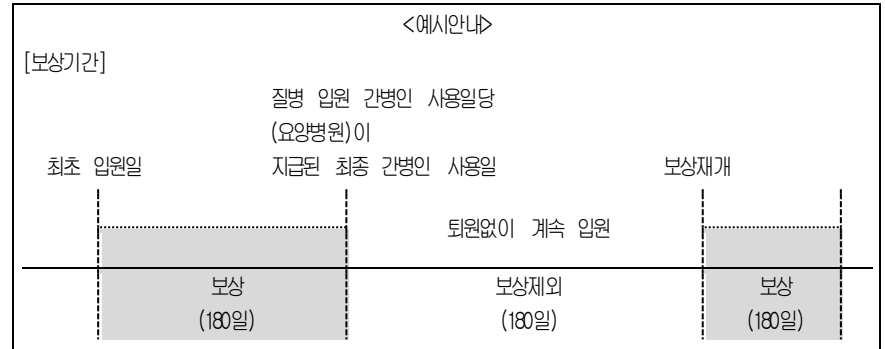 <예시안내>
[보상기간]
질병 입원 간병인 사용일당
(요양병원)이
최초 입원일 지급된 최종 간병인 사용일 보상재개
퇴원없이 계속 입원
보상 보상제외 보상
(180일) (180일) (180일)